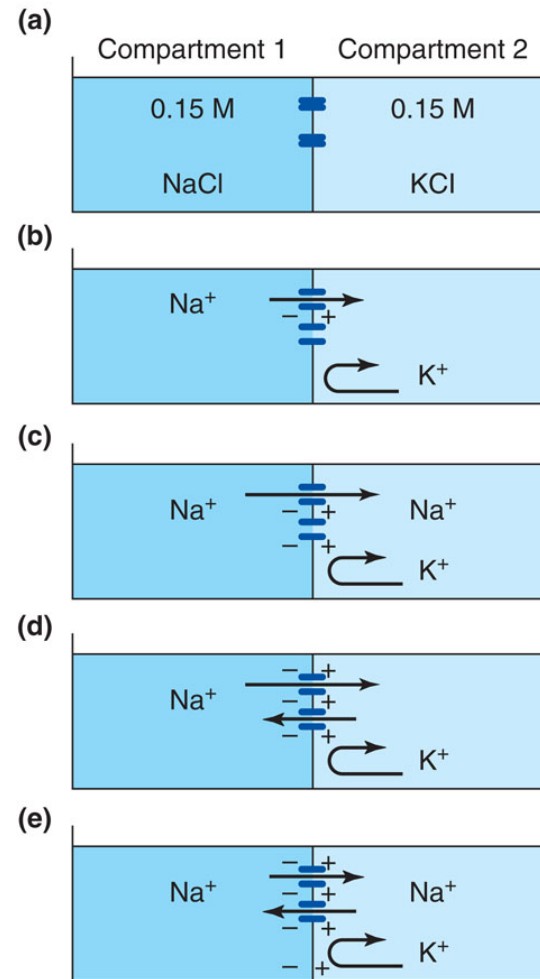 (a)
Compartment 1 Compartment 2
0.15 M 0.15 M
NaCl KCl
(b)
Na⁺
− +
K⁺
(c)
Na⁺ − + Na⁺
− +
K⁺
(d)
− +
Na⁺ − +
− +
K⁺
(e)
− +
Na⁺ − + Na⁺
− +
K⁺
− +